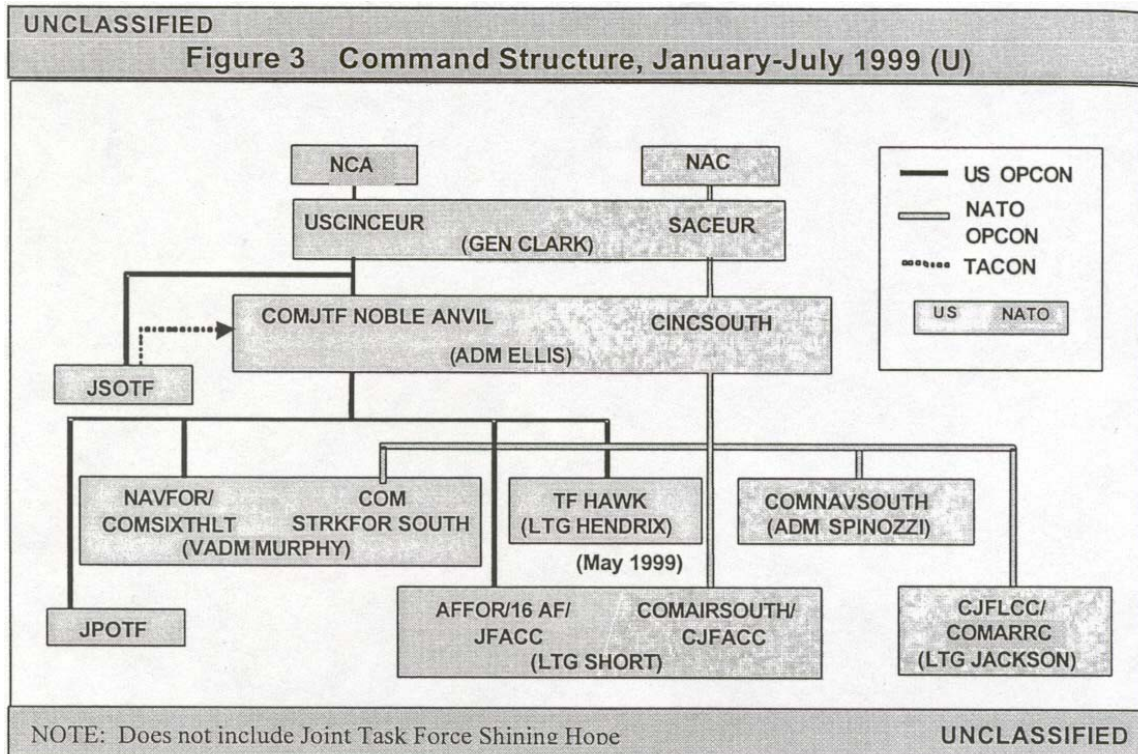 UNCLASSIFIED
Figure 3 Command Structure, January-July 1999 (U)
NCA
NAC
USCINCEUR
SACEUR
(GEN CLARK)
US OPCON
NATO
OPCON
TACON
US
NATO
COMJTF NOBLE ANVIL
CINCSOUTH
(ADM ELLIS)
JSOTF
NAVFOR/
COMSIXTHLT
COM
STRKFOR SOUTH
(VADM MURPHY)
TF HAWK
(LTG HENDRIX)
(May 1999)
COMNAVSOUTH
(ADM SPINOZZI)
JPOTF
AFFOR/16 AF/
JFACC
COMAIRSOUTH/
CJFACC
(LTG SHORT)
CJFLCC/
COMARRC
(LTG JACKSON)
NOTE: Does not include Joint Task Force Shining Hope
UNCLASSIFIED